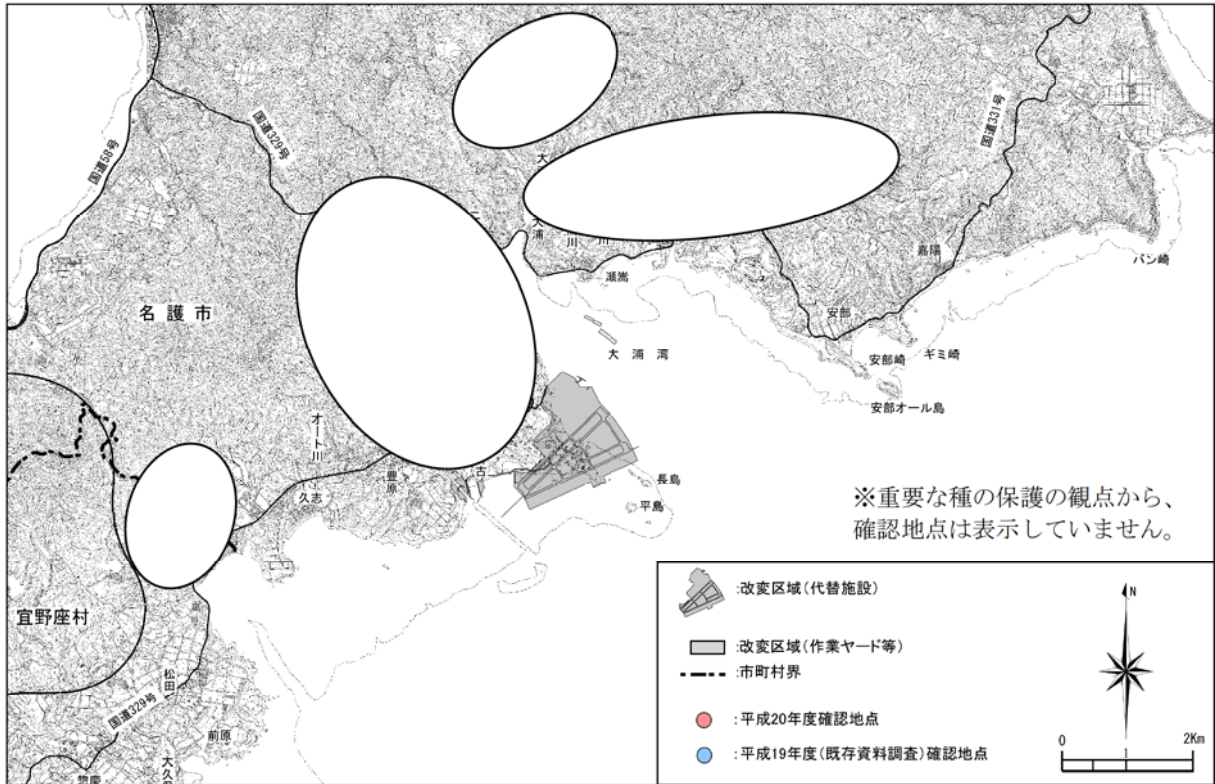 国道58号
国道329号
国道331号
大
大浦
川
川
瀬嵩
嘉陽
バン崎
名護市
安部
大浦湾
安部崎
ギミ崎
安部オール島
オート川
豊原
古
久志
長島
平島
※重要な種の保護の観点から、
確認地点は表示していません。
宜野座村
松田
国道329号
前原
大久
惣慶
:改変区域(代替施設)
:改変区域(作業ヤード等)
:市町村界
:平成20年度確認地点
:平成19年度(既存資料調査)確認地点
N
0
2Km